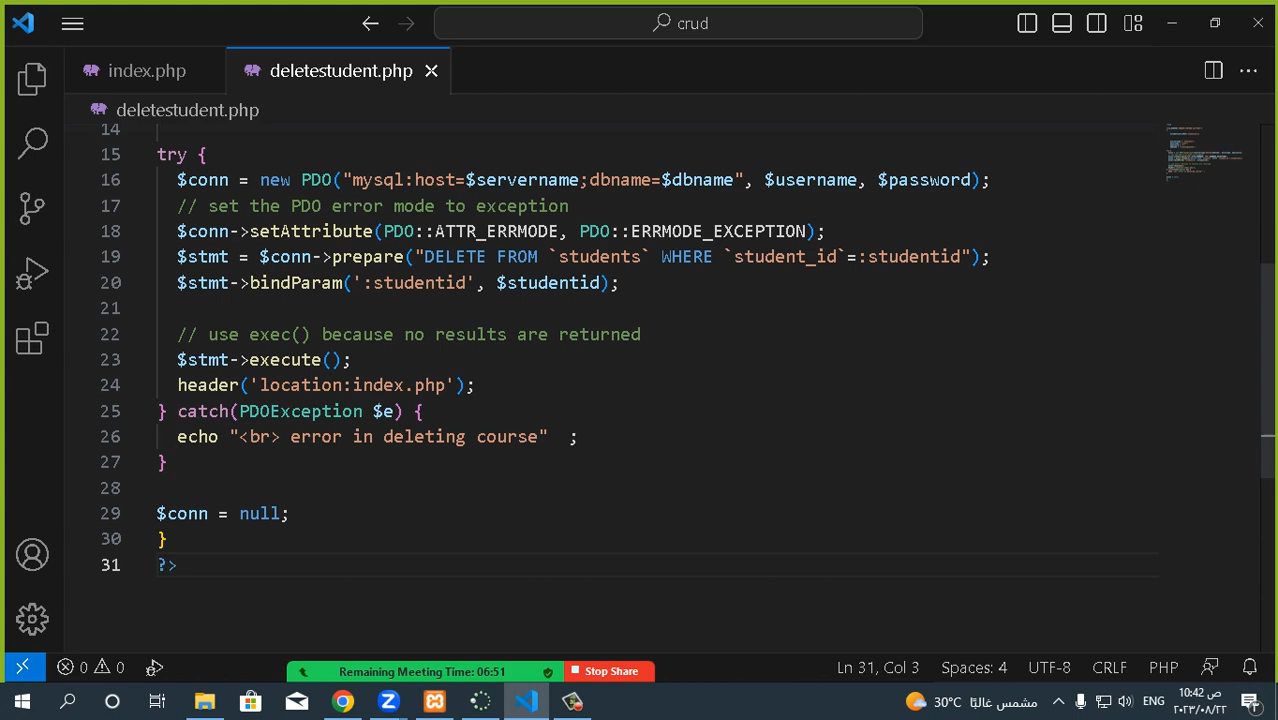 crud
index.php
deletestudent.php
deletestudent.php
14
15 try {
16 $conn = new PDO("mysql:host=$servername;dbname=$dbname", $username, $password);
17 // set the PDO error mode to exception
18 $conn->setAttribute(PDO::ATTR_ERRMODE, PDO::ERRMODE_EXCEPTION);
19 $stmt = $conn->prepare("DELETE FROM `students` WHERE `student_id`=:studentid");
20 $stmt->bindParam(':studentid', $studentid);
21
22 // use exec() because no results are returned
23 $stmt->execute();
24 header('location:index.php');
25 } catch(PDOException $e) {
26 echo "<br> error in deleting course"  ;
27 }
28
29 $conn = null;
30 }
31 ?>
0 0 Ln 31, Col 3 Spaces: 4 UTF-8 CRLF PHP
Remaining Meeting Time: 06:51 Stop Share
30°C مشمس غالبًا ENG 10:42 ص
٢٠٢٣/٠٨/٢٢